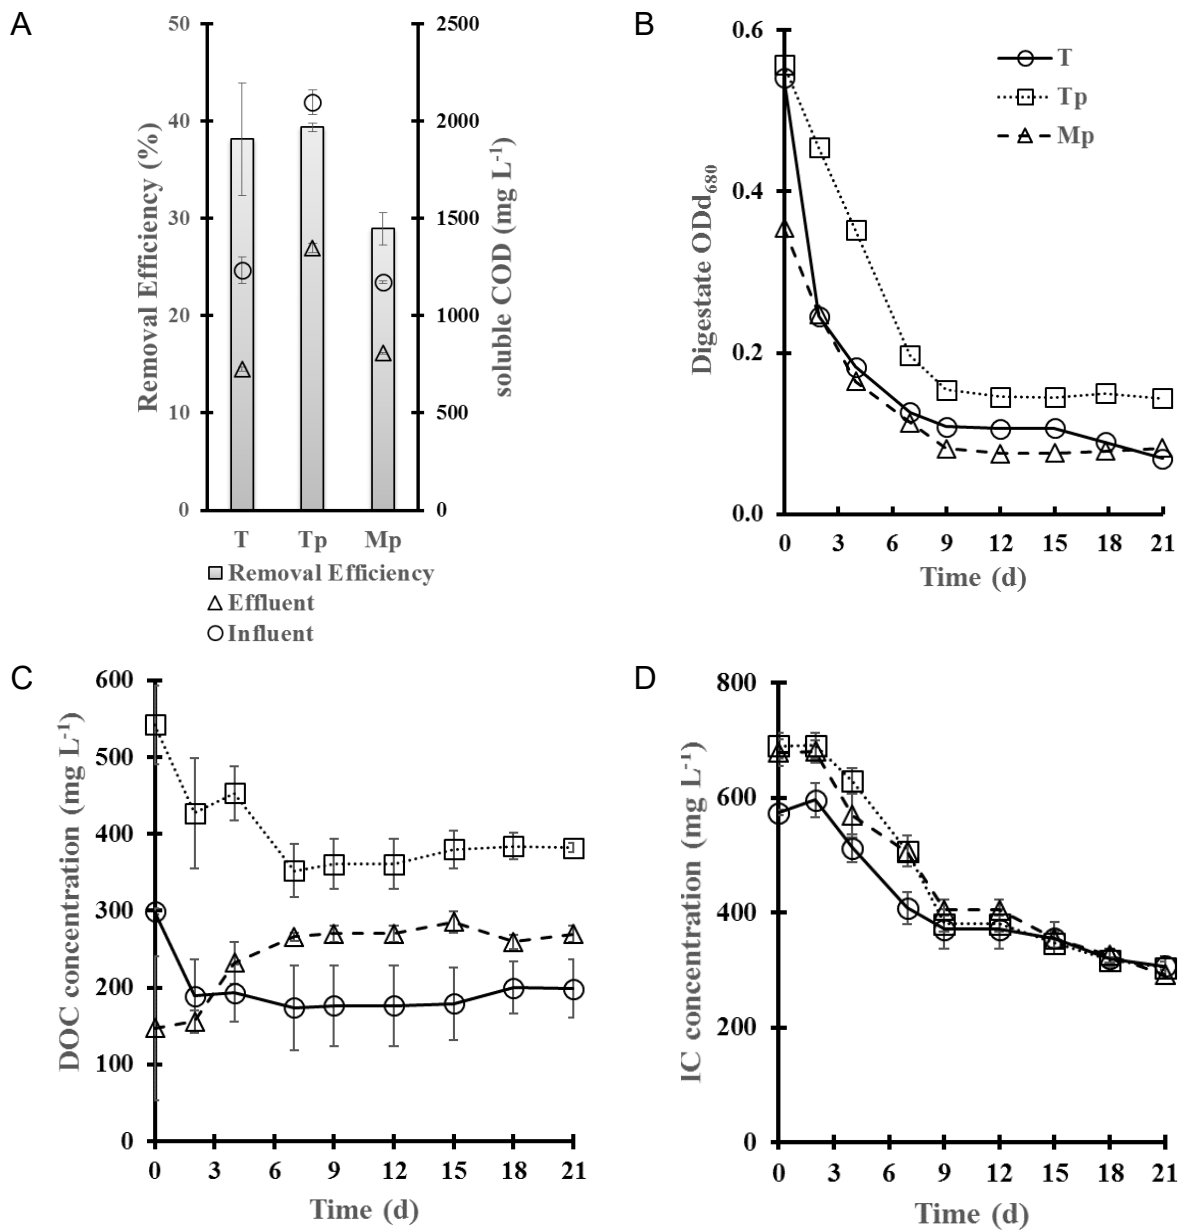 A
50
40
30
20
10
0
Removal Efficiency (%)
2500
2000
1500
1000
500
0
soluble COD (mg L-1)
T Tp Mp
Removal Efficiency
Effluent
Influent
B
0.6
0.4
0.2
0.0
Digestate ODd680
T
Tp
Mp
0 3 6 7 9 12 15 18 21
Time (d)
C
600
500
400
300
200
100
0
DOC concentration (mg L-1)
0 3 6 9 12 15 18 21
Time (d)
D
800
600
400
200
0
IC concentration (mg L-1)
0 3 6 9 12 15 18 21
Time (d)